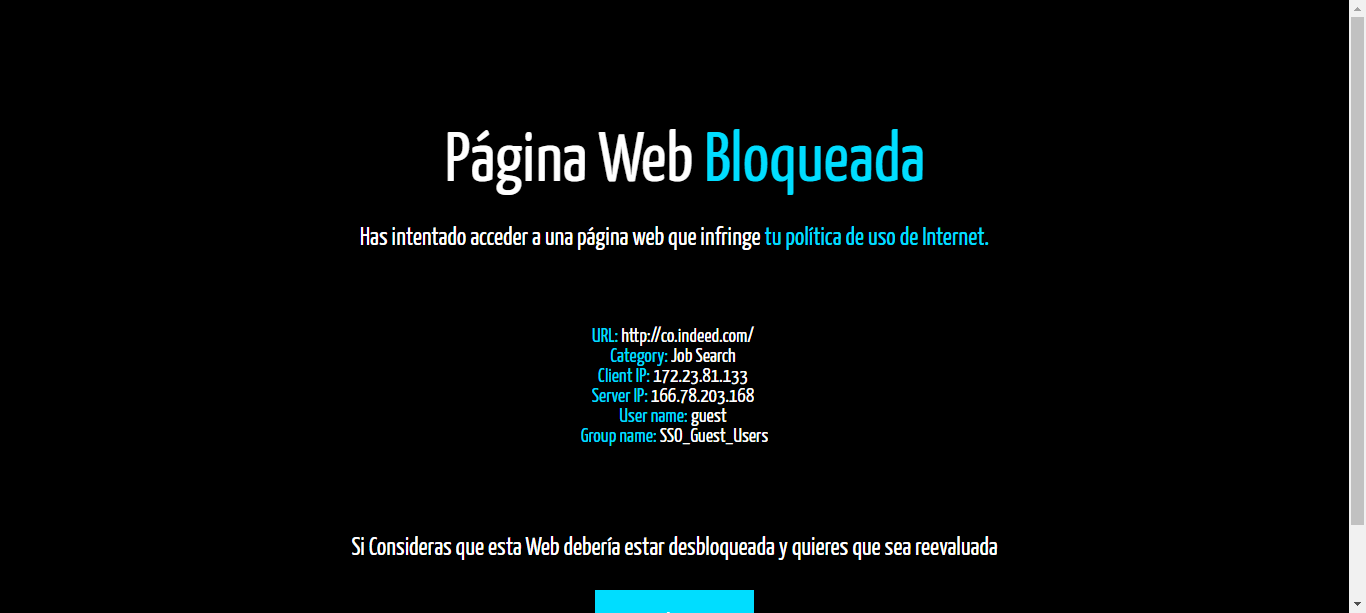 Página Web Bloqueada
Has intentado acceder a una página web que infringe tu política de uso de Internet.
URL: http://co.indeed.com/
Category: Job Search
Client IP: 172.23.81.133
Server IP: 166.78.203.168
User name: guest
Group name: SSO_Guest_Users
Si Consideras que esta Web debería estar desbloqueada y quieres que sea reevaluada